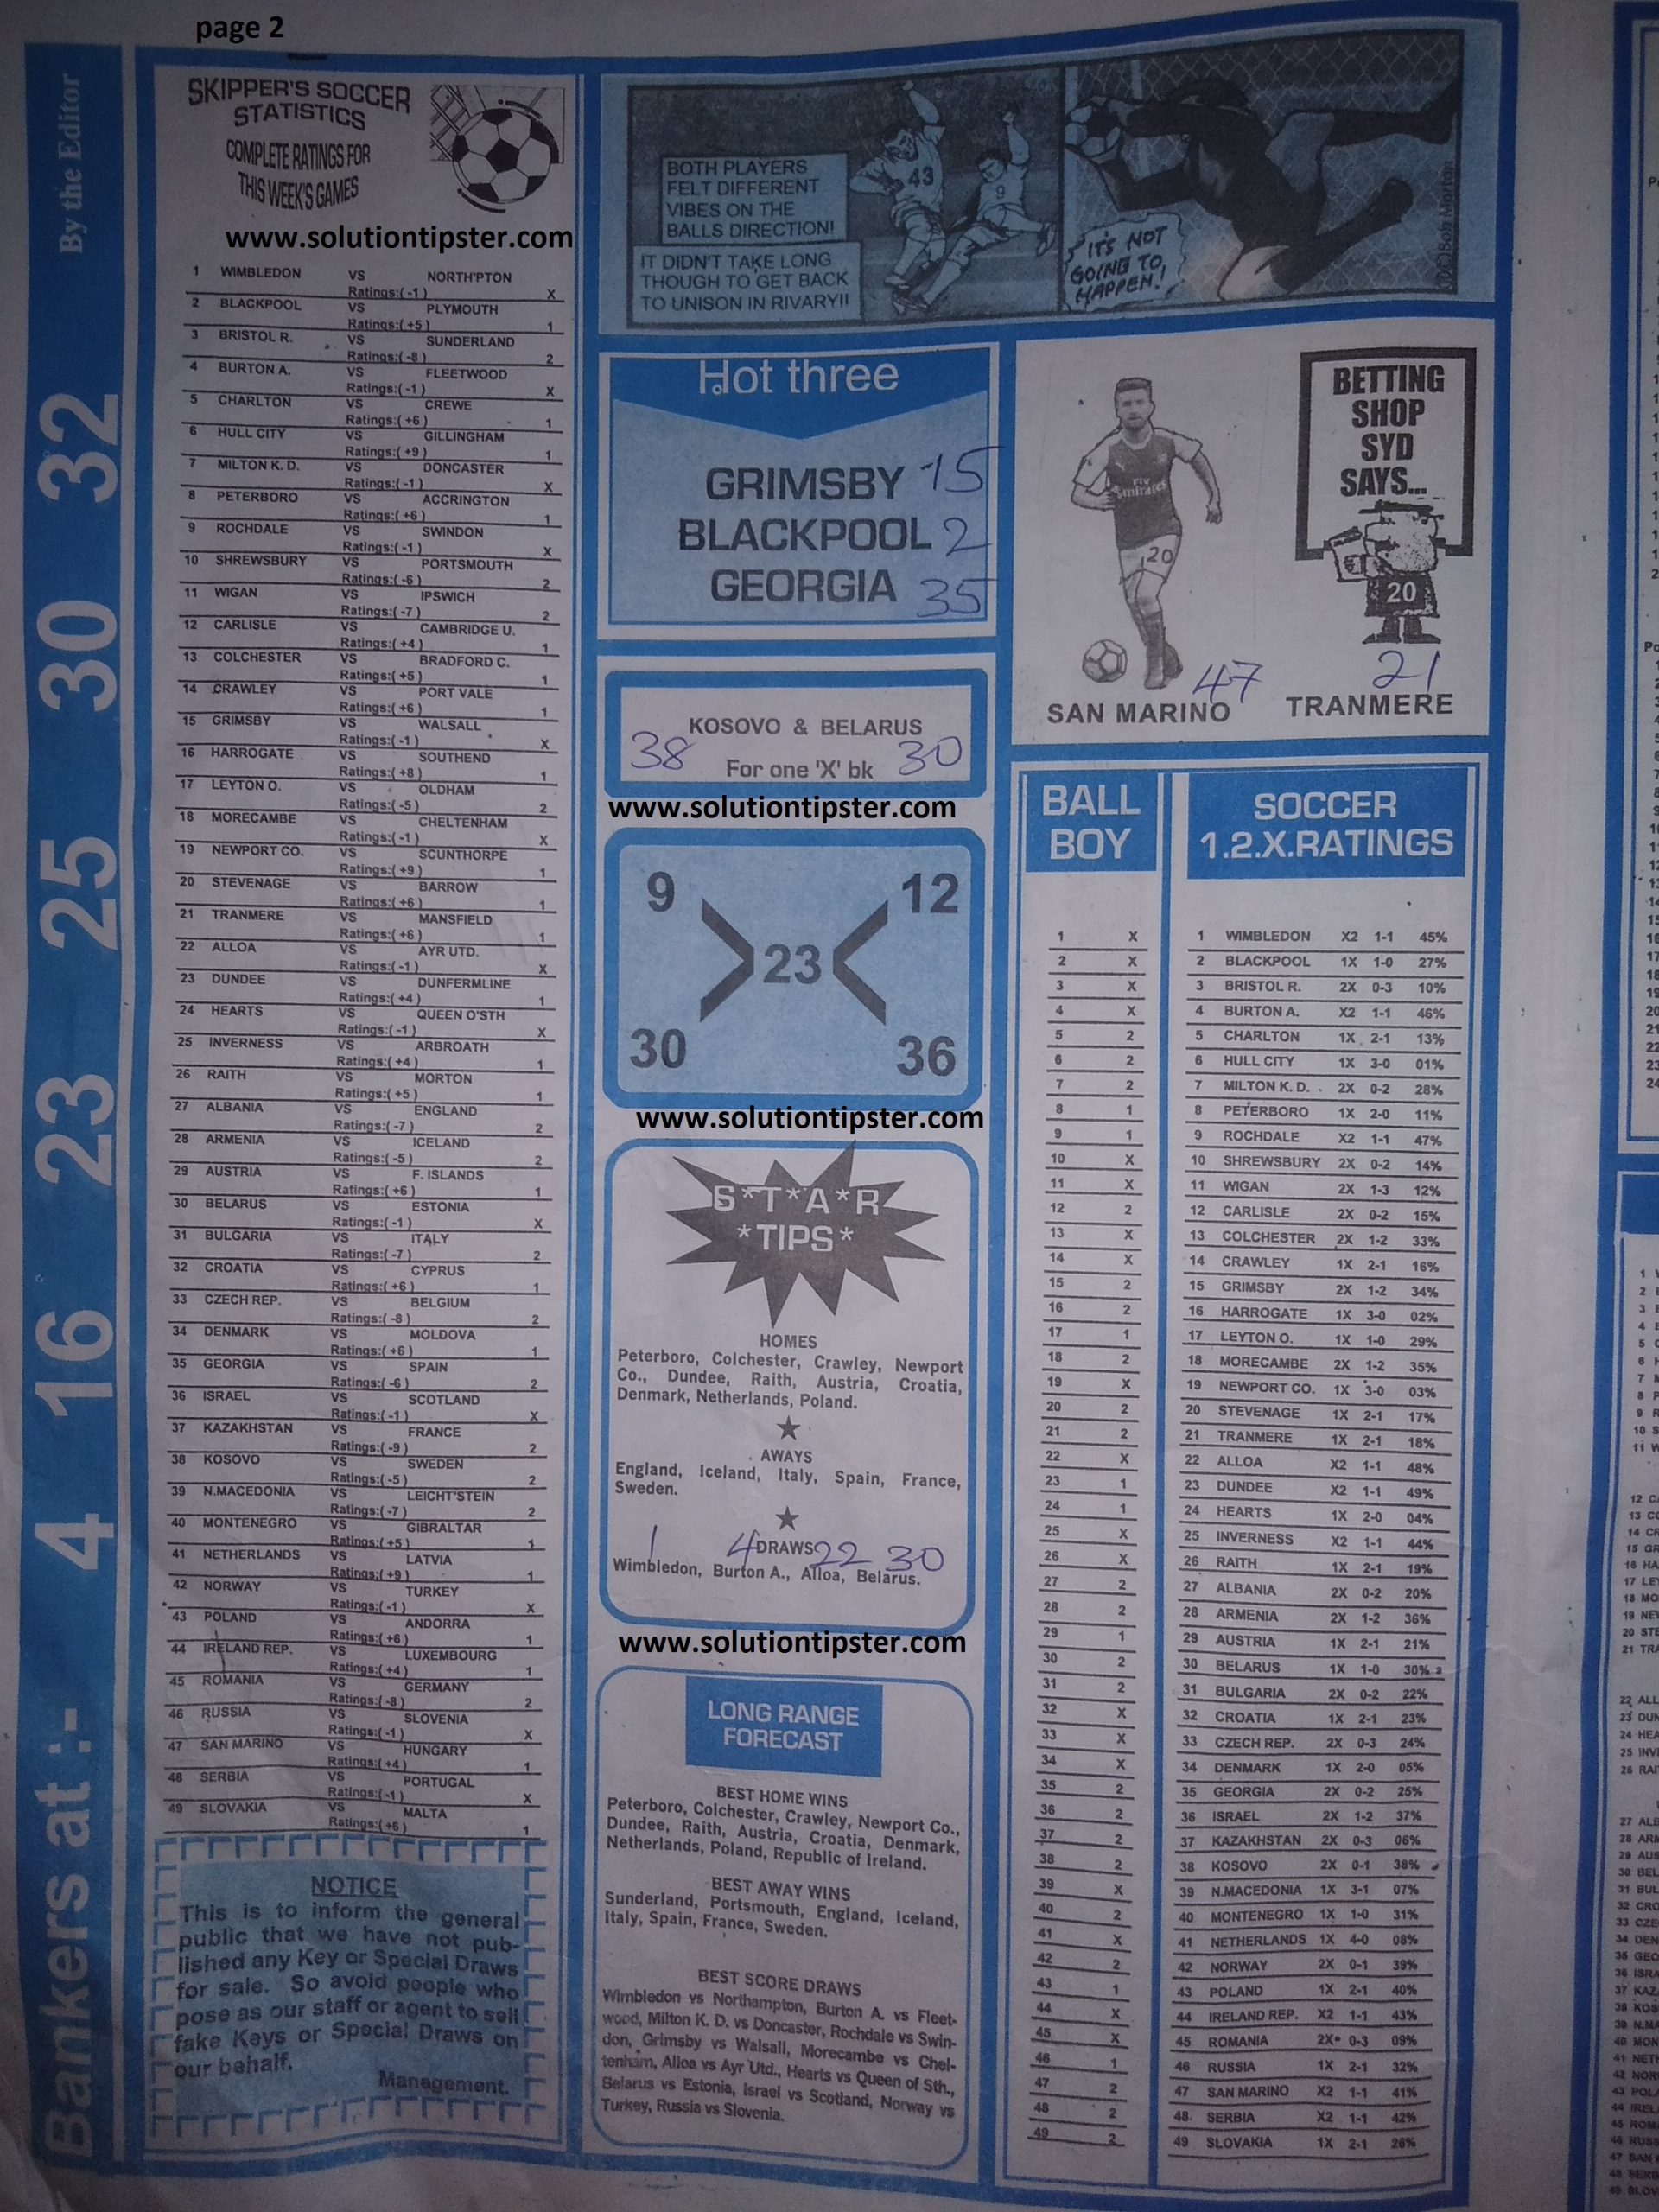 page 2
Bankers at :- 4 16 23 25 30 32 By the Editor
SKIPPER'S SOCCER
STATISTICS
COMPLETE RATINGS FOR
THIS WEEK'S GAMES
www.solutiontipster.com
1 WIMBLEDON VS NORTH'PTON
Ratings:( -1 ) X
2 BLACKPOOL VS PLYMOUTH
Ratings:( +5 ) 1
3 BRISTOL R. VS SUNDERLAND
Ratings:( -8 ) 2
4 BURTON A. VS FLEETWOOD
Ratings:( -1 ) X
5 CHARLTON VS CREWE
Ratings:( +6 ) 1
6 HULL CITY VS GILLINGHAM
Ratings:( +9 ) 1
7 MILTON K. D. VS DONCASTER
Ratings:( -1 ) X
8 PETERBORO VS ACCRINGTON
Ratings:( +6 ) 1
9 ROCHDALE VS SWINDON
Ratings:( -1 ) X
10 SHREWSBURY VS PORTSMOUTH
Ratings:( -6 ) 2
11 WIGAN VS IPSWICH
Ratings:( -7 ) 2
12 CARLISLE VS CAMBRIDGE U.
Ratings:( +4 ) 1
13 COLCHESTER VS BRADFORD C.
Ratings:( +5 ) 1
14 CRAWLEY VS PORT VALE
Ratings:( +6 ) 1
15 GRIMSBY VS WALSALL
Ratings:( -1 ) X
16 HARROGATE VS SOUTHEND
Ratings:( +8 ) 1
17 LEYTON O. VS OLDHAM
Ratings:( -5 ) 2
18 MORECAMBE VS CHELTENHAM
Ratings:( -1 ) X
19 NEWPORT CO. VS SCUNTHORPE
Ratings:( +9 ) 1
20 STEVENAGE VS BARROW
Ratings:( +6 ) 1
21 TRANMERE VS MANSFIELD
Ratings:( +6 ) 1
22 ALLOA VS AYR UTD.
Ratings:( -1 ) X
23 DUNDEE VS DUNFERMLINE
Ratings:( +4 ) 1
24 HEARTS VS QUEEN O'STH
Ratings:( -1 ) X
25 INVERNESS VS ARBROATH
Ratings:( +4 ) 1
26 RAITH VS MORTON
Ratings:( +5 ) 1
27 ALBANIA VS ENGLAND
Ratings:( -7 ) 2
28 ARMENIA VS ICELAND
Ratings:( -5 ) 2
29 AUSTRIA VS F. ISLANDS
Ratings:( +6 ) 1
30 BELARUS VS ESTONIA
Ratings:( -1 ) X
31 BULGARIA VS ITALY
Ratings:( -7 ) 2
32 CROATIA VS CYPRUS
Ratings:( +6 ) 1
33 CZECH REP. VS BELGIUM
Ratings:( -8 ) 2
34 DENMARK VS MOLDOVA
Ratings:( +6 ) 1
35 GEORGIA VS SPAIN
Ratings:( -6 ) 2
36 ISRAEL VS SCOTLAND
Ratings:( -1 ) X
37 KAZAKHSTAN VS FRANCE
Ratings:( -9 ) 2
38 KOSOVO VS SWEDEN
Ratings:( -5 ) 2
39 N.MACEDONIA VS LEICHT'STEIN
Ratings:( -7 ) 2
40 MONTENEGRO VS GIBRALTAR
Ratings:( +5 ) 1
41 NETHERLANDS VS LATVIA
Ratings:( +9 ) 1
42 NORWAY VS TURKEY
Ratings:( -1 ) X
43 POLAND VS ANDORRA
Ratings:( +6 ) 1
44 IRELAND REP. VS LUXEMBOURG
Ratings:( +4 ) 1
45 ROMANIA VS GERMANY
Ratings:( -8 ) 2
46 RUSSIA VS SLOVENIA
Ratings:( -1 ) X
47 SAN MARINO VS HUNGARY
Ratings:( +4 ) 1
48 SERBIA VS PORTUGAL
Ratings:( -1 ) X
49 SLOVAKIA VS MALTA
Ratings:( +6 ) 1
NOTICE
This is to inform the general
public that we have not pub-
lished any Key or Special Draws
for sale. So avoid people who
pose as our staff or agent to sell
fake Keys or Special Draws on
our behalf.
Management.
BOTH PLAYERS
FELT DIFFERENT
VIBES ON THE
BALLS DIRECTION!
IT DIDN'T TAKE LONG
THOUGH TO GET BACK
TO UNISON IN RIVARY!!
43
9
IT'S NOT
GOING TO
HAPPEN!
Hot three
GRIMSBY 15
BLACKPOOL 2
GEORGIA 35
KOSOVO & BELARUS
38 For one 'X' bk 30
www.solutiontipster.com
9 12
23
30 36
www.solutiontipster.com
S*T*A*R
*TIPS*
HOMES
Peterboro, Colchester, Crawley, Newport
Co., Dundee, Raith, Austria, Croatia,
Denmark, Netherlands, Poland.
AWAYS
England, Iceland, Italy, Spain, France,
Sweden.
1 4 DRAWS 22 30
Wimbledon, Burton A., Alloa, Belarus.
www.solutiontipster.com
LONG RANGE
FORECAST
BEST HOME WINS
Peterboro, Colchester, Crawley, Newport Co.,
Dundee, Raith, Austria, Croatia, Denmark,
Netherlands, Poland, Republic of Ireland.
BEST AWAY WINS
Sunderland, Portsmouth, England, Iceland,
Italy, Spain, France, Sweden.
BEST SCORE DRAWS
Wimbledon vs Northampton, Burton A. vs Fleet-
wood, Milton K. D. vs Doncaster, Rochdale vs Swin-
don, Grimsby vs Walsall, Morecambe vs Chel-
tenham, Alloa vs Ayr Utd., Hearts vs Queen of Sth.,
Belarus vs Estonia, Israel vs Scotland, Norway vs
Turkey, Russia vs Slovenia.
Fly
Emirates
20
BETTING
SHOP
SYD
SAYS...
20
47 21
SAN MARINO TRANMERE
BALL
BOY
1 X
2 X
3 X
4 X
5 2
6 2
7 2
8 1
9 1
10 X
11 X
12 2
13 X
14 X
15 2
16 2
17 1
18 2
19 X
20 2
21 2
22 X
23 1
24 1
25 X
26 X
27 2
28 2
29 1
30 2
31 2
32 X
33 X
34 X
35 2
36 2
37 2
38 2
39 X
40 2
41 X
42 2
43 1
44 X
45 X
46 1
47 2
48 2
49 2
SOCCER
1.2.X.RATINGS
1 WIMBLEDON X2 1-1 45%
2 BLACKPOOL 1X 1-0 27%
3 BRISTOL R. 2X 0-3 10%
4 BURTON A. X2 1-1 46%
5 CHARLTON 1X 2-1 13%
6 HULL CITY 1X 3-0 01%
7 MILTON K. D. 2X 0-2 28%
8 PETERBORO 1X 2-0 11%
9 ROCHDALE X2 1-1 47%
10 SHREWSBURY 2X 0-2 14%
11 WIGAN 2X 1-3 12%
12 CARLISLE 2X 0-2 15%
13 COLCHESTER 2X 1-2 33%
14 CRAWLEY 1X 2-1 16%
15 GRIMSBY 2X 1-2 34%
16 HARROGATE 1X 3-0 02%
17 LEYTON O. 1X 1-0 29%
18 MORECAMBE 2X 1-2 35%
19 NEWPORT CO. 1X 3-0 03%
20 STEVENAGE 1X 2-1 17%
21 TRANMERE 1X 2-1 18%
22 ALLOA X2 1-1 48%
23 DUNDEE X2 1-1 49%
24 HEARTS 1X 2-0 04%
25 INVERNESS X2 1-1 44%
26 RAITH 1X 2-1 19%
27 ALBANIA 2X 0-2 20%
28 ARMENIA 2X 1-2 36%
29 AUSTRIA 1X 2-1 21%
30 BELARUS 1X 1-0 30%
31 BULGARIA 2X 0-2 22%
32 CROATIA 1X 2-1 23%
33 CZECH REP. 2X 0-3 24%
34 DENMARK 1X 2-0 05%
35 GEORGIA 2X 0-2 25%
36 ISRAEL 2X 1-2 37%
37 KAZAKHSTAN 2X 0-3 06%
38 KOSOVO 2X 0-1 38%
39 N.MACEDONIA 1X 3-1 07%
40 MONTENEGRO 1X 1-0 31%
41 NETHERLANDS 1X 4-0 08%
42 NORWAY 2X 0-1 39%
43 POLAND 1X 2-1 40%
44 IRELAND REP. X2 1-1 43%
45 ROMANIA 2X 0-3 09%
46 RUSSIA 1X 2-1 32%
47 SAN MARINO X2 1-1 41%
48 SERBIA X2 1-1 42%
49 SLOVAKIA 1X 2-1 26%